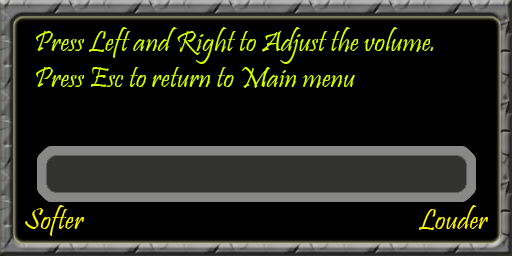 Press Left and Right to Adjust the volume.
Press Esc to return to Main menu
Softer
Louder